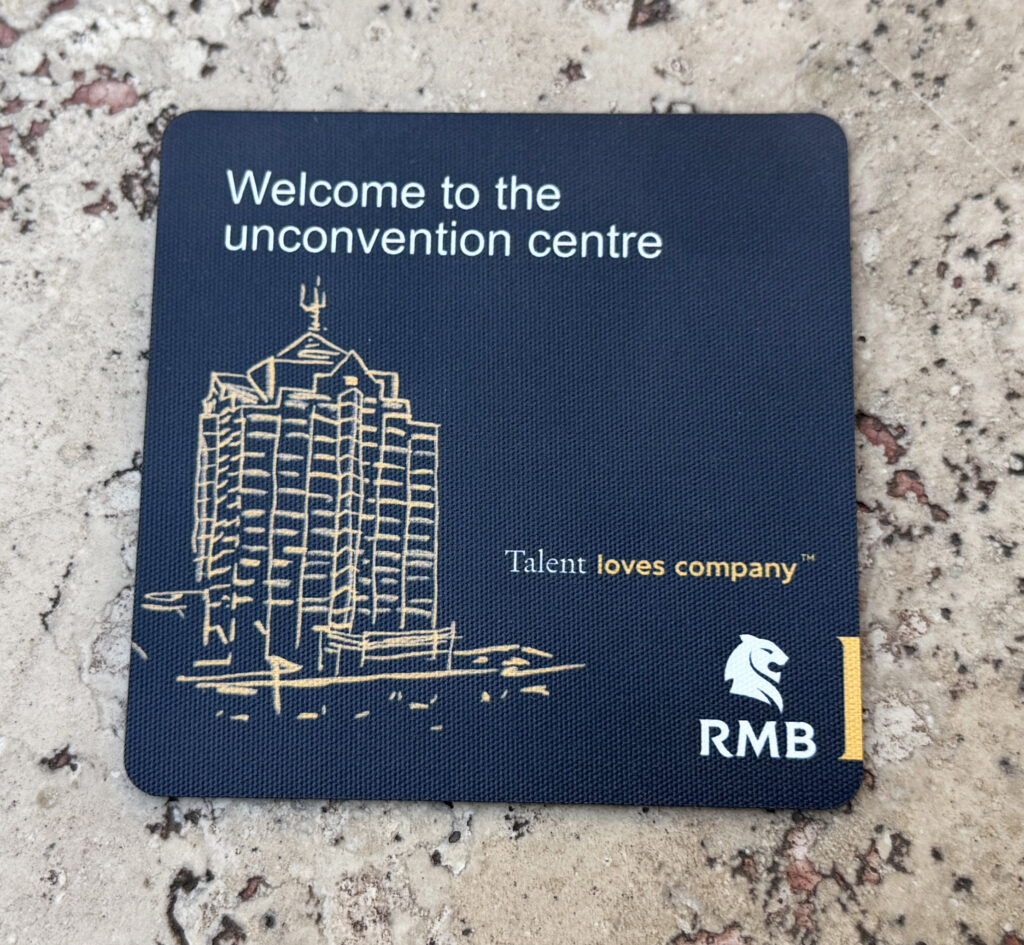 Welcome to the
unconvention centre
Talent loves company™
RMB